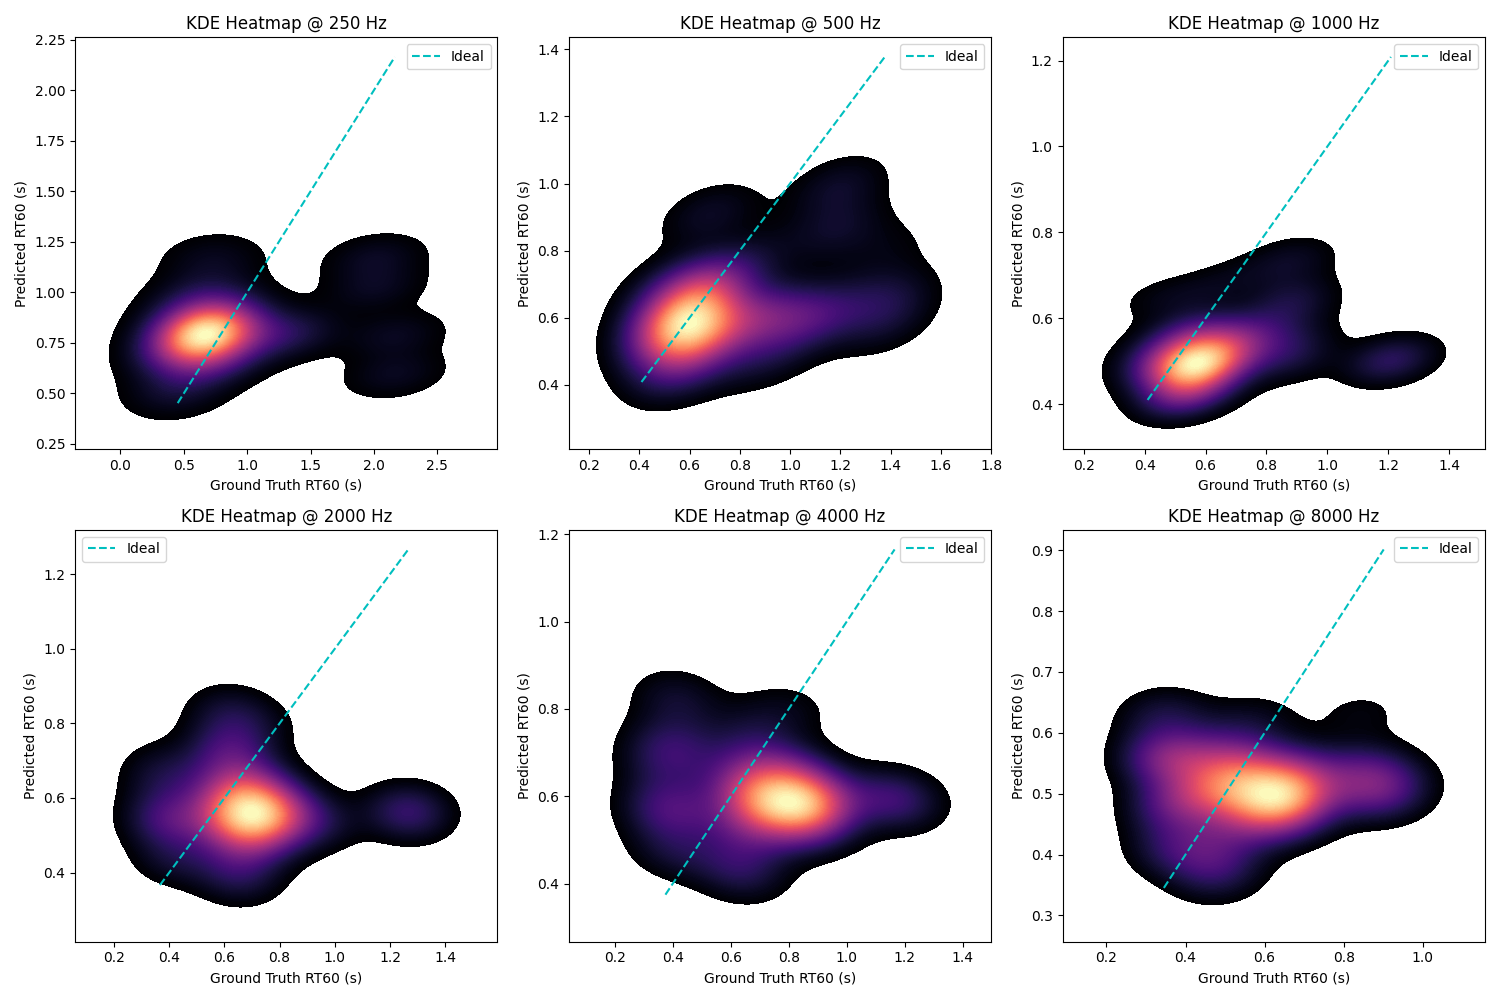 KDE Heatmap @ 250 Hz
Ideal
Predicted RT60 (s)
2.25
2.00
1.75
1.50
1.25
1.00
0.75
0.50
0.25
0.0 0.5 1.0 1.5 2.0 2.5
Ground Truth RT60 (s)
KDE Heatmap @ 500 Hz
Ideal
Predicted RT60 (s)
1.4
1.2
1.0
0.8
0.6
0.4
0.2 0.4 0.6 0.8 1.0 1.2 1.4 1.6 1.8
Ground Truth RT60 (s)
KDE Heatmap @ 1000 Hz
Ideal
Predicted RT60 (s)
1.2
1.0
0.8
0.6
0.4
0.2 0.4 0.6 0.8 1.0 1.2 1.4
Ground Truth RT60 (s)
KDE Heatmap @ 2000 Hz
Ideal
Predicted RT60 (s)
1.2
1.0
0.8
0.6
0.4
0.2 0.4 0.6 0.8 1.0 1.2 1.4
Ground Truth RT60 (s)
KDE Heatmap @ 4000 Hz
Ideal
Predicted RT60 (s)
1.2
1.0
0.8
0.6
0.4
0.2 0.4 0.6 0.8 1.0 1.2 1.4
Ground Truth RT60 (s)
KDE Heatmap @ 8000 Hz
Ideal
Predicted RT60 (s)
0.9
0.8
0.7
0.6
0.5
0.4
0.3
0.2 0.4 0.6 0.8 1.0
Ground Truth RT60 (s)